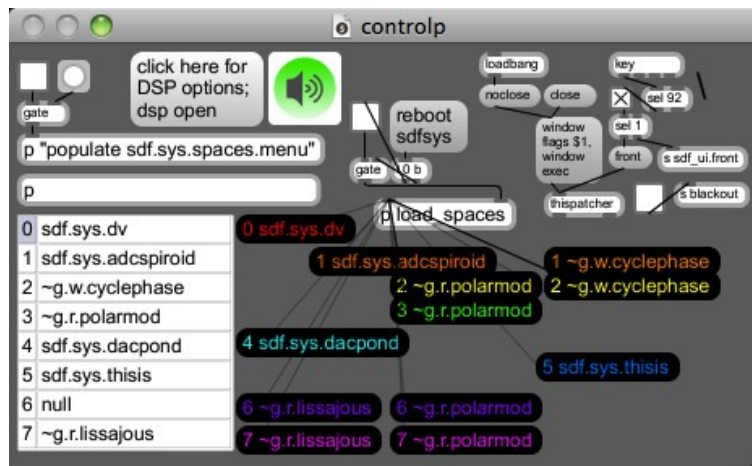 controlp
click here for
DSP options;
dsp open
gate
p "populate sdf.sys.spaces.menu"
p
reboot
sdfsys
gate
0 b
p load_spaces
loadbang
noclose
close
window
flags $1,
window
exec
thispatcher
key
sel 92
sel 1
front
s sdf_ui.front
s blackout
0 sdf.sys.dv
1 sdf.sys.adcspiroid
2 ~g.w.cyclephase
3 ~g.r.polarmod
4 sdf.sys.dacpond
5 sdf.sys.thisis
6 null
7 ~g.r.lissajous
0 sdf.sys.dv
1 sdf.sys.adcspiroid
1 ~g.w.cyclephase
2 ~g.r.polarmod
2 ~g.w.cyclephase
3 ~g.r.polarmod
4 sdf.sys.dacpond
5 sdf.sys.thisis
6 ~g.r.lissajous
6 ~g.r.polarmod
7 ~g.r.lissajous
7 ~g.r.polarmod